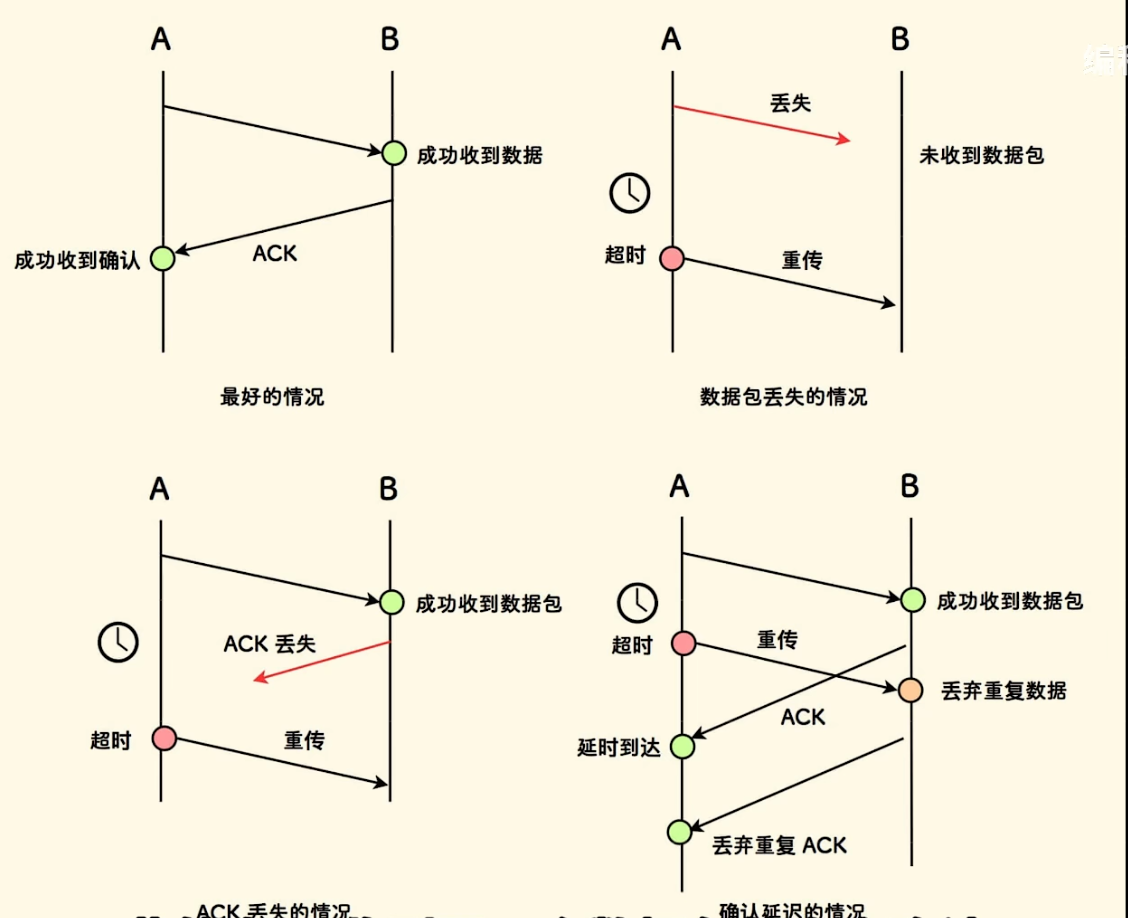 A
B
成功收到数据
ACK
成功收到确认
最好的情况
A
B
丢失
未收到数据包
超时
重传
数据包丢失的情况
A
B
成功收到数据包
ACK 丢失
超时
重传
ACK 丢失的情况
A
B
成功收到数据包
超时
重传
丢弃重复数据
ACK
延时到达
丢弃重复 ACK
确认延迟的情况
编